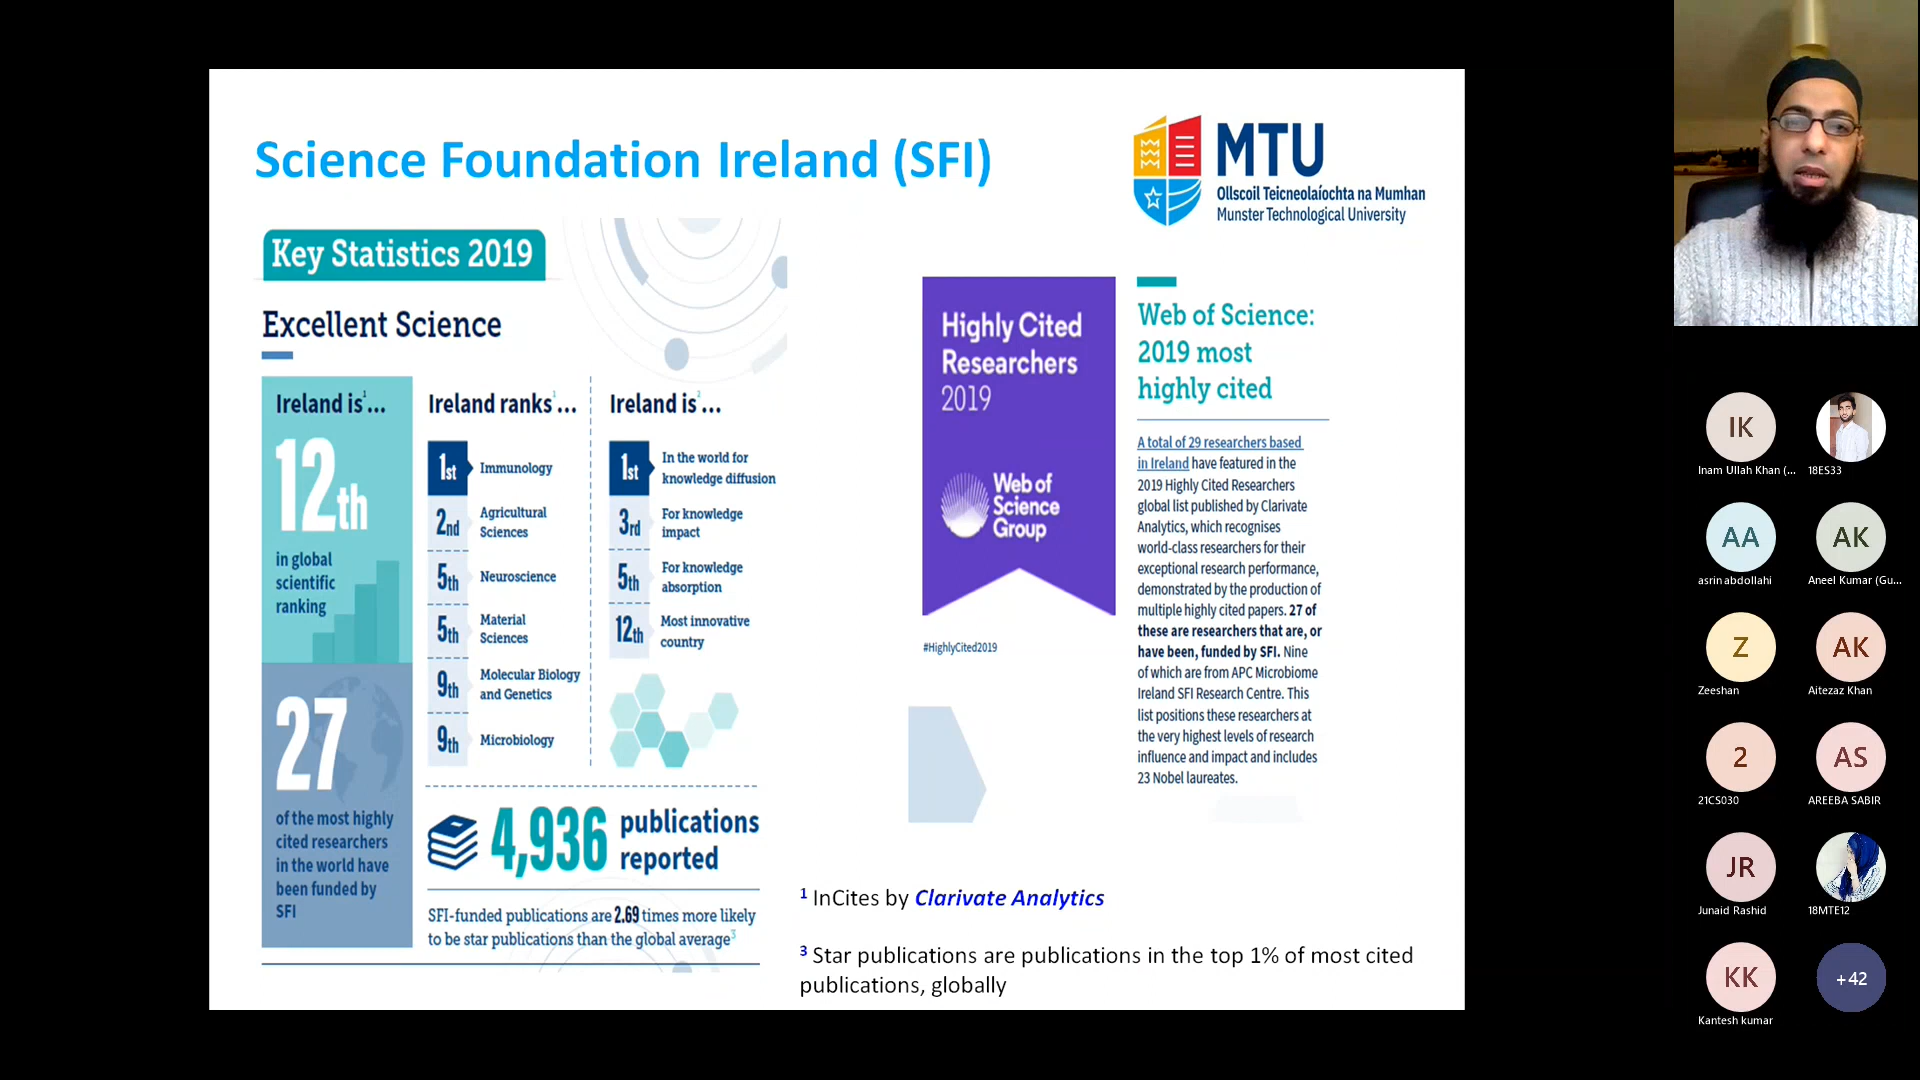 Science Foundation Ireland (SFI)
MTU
Ollscoil Teicneolaíochta na Mumhan
Munster Technological University
Key Statistics 2019
Excellent Science
Ireland is¹...
12th
in global
scientific
ranking
27
of the most highly
cited researchers
in the world have
been funded by
SFI
Ireland ranks¹...
1st Immunology
2nd Agricultural
Sciences
5th Neuroscience
5th Material
Sciences
9th Molecular Biology
and Genetics
9th Microbiology
Ireland is²...
1st In the world for
knowledge diffusion
3rd For knowledge
impact
5th For knowledge
absorption
12th Most innovative
country
4,936 publications
reported
SFI-funded publications are 2.69 times more likely
to be star publications than the global average³
Highly Cited
Researchers
2019
Web of
Science
Group
#HighlyCited2019
Web of Science:
2019 most
highly cited
A total of 29 researchers based
in Ireland have featured in the
2019 Highly Cited Researchers
global list published by Clarivate
Analytics, which recognises
world-class researchers for their
exceptional research performance,
demonstrated by the production of
multiple highly cited papers. 27 of
these are researchers that are, or
have been, funded by SFI. Nine
of which are from APC Microbiome
Ireland SFI Research Centre. This
list positions these researchers at
the very highest levels of research
influence and impact and includes
23 Nobel laureates.
¹ InCites by Clarivate Analytics
³ Star publications are publications in the top 1% of most cited
publications, globally
IK
Inam Ullah Khan (...
18ES33
AA
asrin abdollahi
AK
Aneel Kumar (Gu...
Z
Zeeshan
AK
Aitezaz Khan
2
21CS030
AS
AREEBA SABIR
JR
Junaid Rashid
18MTE12
KK
Kantesh kumar
+42